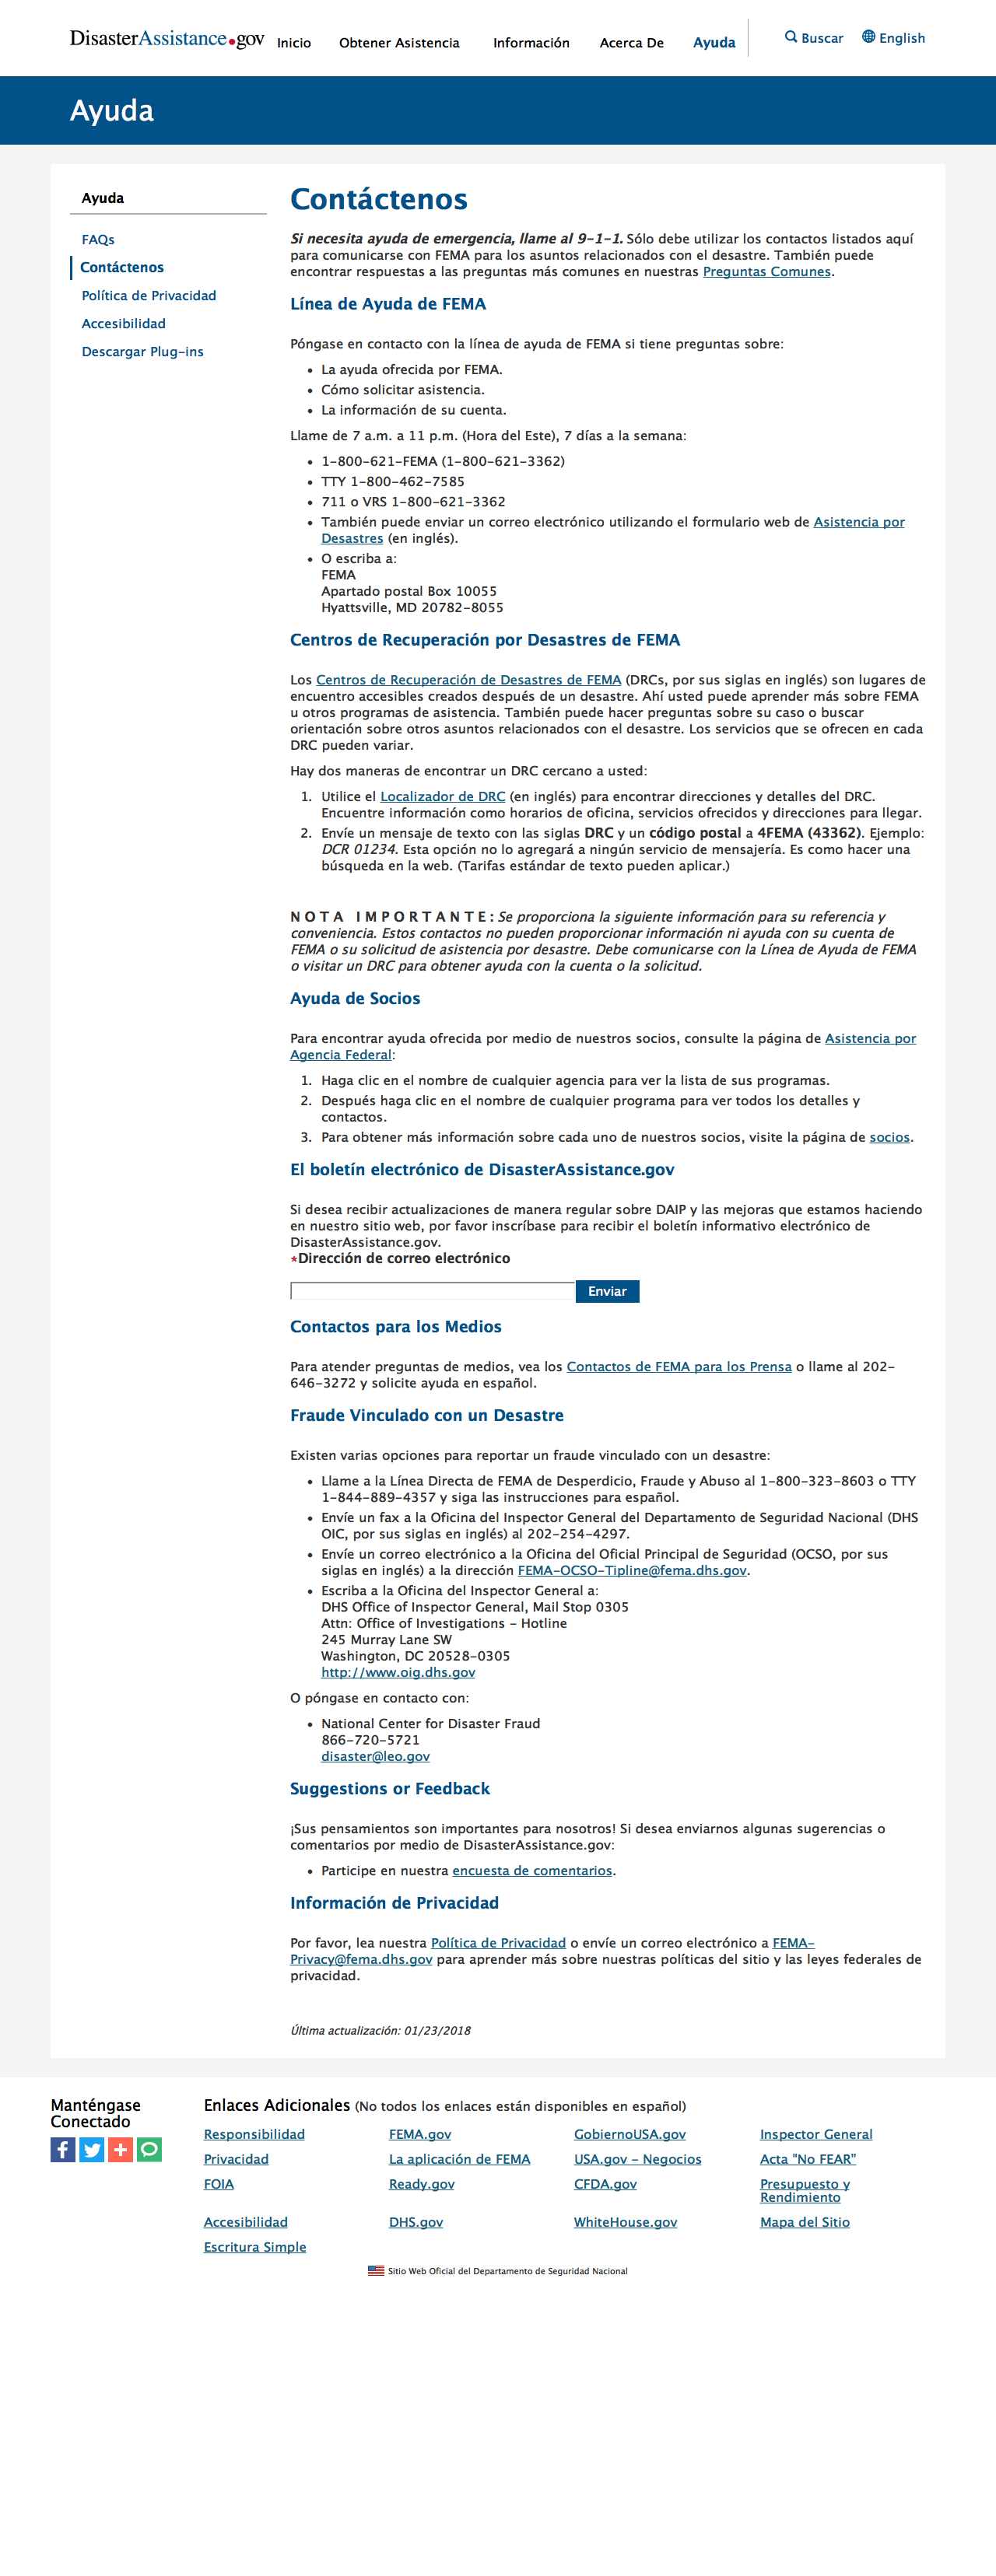 DisasterAssistance.gov
Inicio
Obtener Asistencia
Información
Acerca De
Ayuda
Buscar
English
Ayuda
Ayuda
FAQs
Contáctenos
Política de Privacidad
Accesibilidad
Descargar Plug-ins
Contáctenos
Si necesita ayuda de emergencia, llame al 9-1-1. Sólo debe utilizar los contactos listados aquí
para comunicarse con FEMA para los asuntos relacionados con el desastre. También puede
encontrar respuestas a las preguntas más comunes en nuestras Preguntas Comunes.
Línea de Ayuda de FEMA
Póngase en contacto con la línea de ayuda de FEMA si tiene preguntas sobre:
• La ayuda ofrecida por FEMA.
• Cómo solicitar asistencia.
• La información de su cuenta.
Llame de 7 a.m. a 11 p.m. (Hora del Este), 7 días a la semana:
• 1-800-621-FEMA (1-800-621-3362)
• TTY 1-800-462-7585
• 711 o VRS 1-800-621-3362
• También puede enviar un correo electrónico utilizando el formulario web de Asistencia por
Desastres (en inglés).
• O escriba a:
FEMA
Apartado postal Box 10055
Hyattsville, MD 20782-8055
Centros de Recuperación por Desastres de FEMA
Los Centros de Recuperación de Desastres de FEMA (DRCs, por sus siglas en inglés) son lugares de
encuentro accesibles creados después de un desastre. Ahí usted puede aprender más sobre FEMA
u otros programas de asistencia. También puede hacer preguntas sobre su caso o buscar
orientación sobre otros asuntos relacionados con el desastre. Los servicios que se ofrecen en cada
DRC pueden variar.
Hay dos maneras de encontrar un DRC cercano a usted:
1. Utilice el Localizador de DRC (en inglés) para encontrar direcciones y detalles del DRC.
Encuentre información como horarios de oficina, servicios ofrecidos y direcciones para llegar.
2. Envíe un mensaje de texto con las siglas DRC y un código postal a 4FEMA (43362). Ejemplo:
DCR 01234. Esta opción no lo agregará a ningún servicio de mensajería. Es como hacer una
búsqueda en la web. (Tarifas estándar de texto pueden aplicar.)
NOTA IMPORTANTE: Se proporciona la siguiente información para su referencia y
conveniencia. Estos contactos no pueden proporcionar información ni ayuda con su cuenta de
FEMA o su solicitud de asistencia por desastre. Debe comunicarse con la Línea de Ayuda de FEMA
o visitar un DRC para obtener ayuda con la cuenta o la solicitud.
Ayuda de Socios
Para encontrar ayuda ofrecida por medio de nuestros socios, consulte la página de Asistencia por
Agencia Federal:
1. Haga clic en el nombre de cualquier agencia para ver la lista de sus programas.
2. Después haga clic en el nombre de cualquier programa para ver todos los detalles y
contactos.
3. Para obtener más información sobre cada uno de nuestros socios, visite la página de socios.
El boletín electrónico de DisasterAssistance.gov
Si desea recibir actualizaciones de manera regular sobre DAIP y las mejoras que estamos haciendo
en nuestro sitio web, por favor inscríbase para recibir el boletín informativo electrónico de
DisasterAssistance.gov.
*Dirección de correo electrónico
Enviar
Contactos para los Medios
Para atender preguntas de medios, vea los Contactos de FEMA para los Prensa o llame al 202-
646-3272 y solicite ayuda en español.
Fraude Vinculado con un Desastre
Existen varias opciones para reportar un fraude vinculado con un desastre:
• Llame a la Línea Directa de FEMA de Desperdicio, Fraude y Abuso al 1-800-323-8603 o TTY
1-844-889-4357 y siga las instrucciones para español.
• Envíe un fax a la Oficina del Inspector General del Departamento de Seguridad Nacional (DHS
OIC, por sus siglas en inglés) al 202-254-4297.
• Envíe un correo electrónico a la Oficina del Oficial Principal de Seguridad (OCSO, por sus
siglas en inglés) a la dirección FEMA-OCSO-Tipline@fema.dhs.gov.
• Escriba a la Oficina del Inspector General a:
DHS Office of Inspector General, Mail Stop 0305
Attn: Office of Investigations - Hotline
245 Murray Lane SW
Washington, DC 20528-0305
http://www.oig.dhs.gov
O póngase en contacto con:
• National Center for Disaster Fraud
866-720-5721
disaster@leo.gov
Suggestions or Feedback
¡Sus pensamientos son importantes para nosotros! Si desea enviarnos algunas sugerencias o
comentarios por medio de DisasterAssistance.gov:
• Participe en nuestra encuesta de comentarios.
Información de Privacidad
Por favor, lea nuestra Política de Privacidad o envíe un correo electrónico a FEMA-
Privacy@fema.dhs.gov para aprender más sobre nuestras políticas del sitio y las leyes federales de
privacidad.
Última actualización: 01/23/2018
Manténgase
Conectado
Enlaces Adicionales (No todos los enlaces están disponibles en español)
Responsibilidad
FEMA.gov
GobiernoUSA.gov
Inspector General
Privacidad
La aplicación de FEMA
USA.gov - Negocios
Acta "No FEAR"
FOIA
Ready.gov
CFDA.gov
Presupuesto y
Rendimiento
Accesibilidad
DHS.gov
WhiteHouse.gov
Mapa del Sitio
Escritura Simple
Sitio Web Oficial del Departamento de Seguridad Nacional